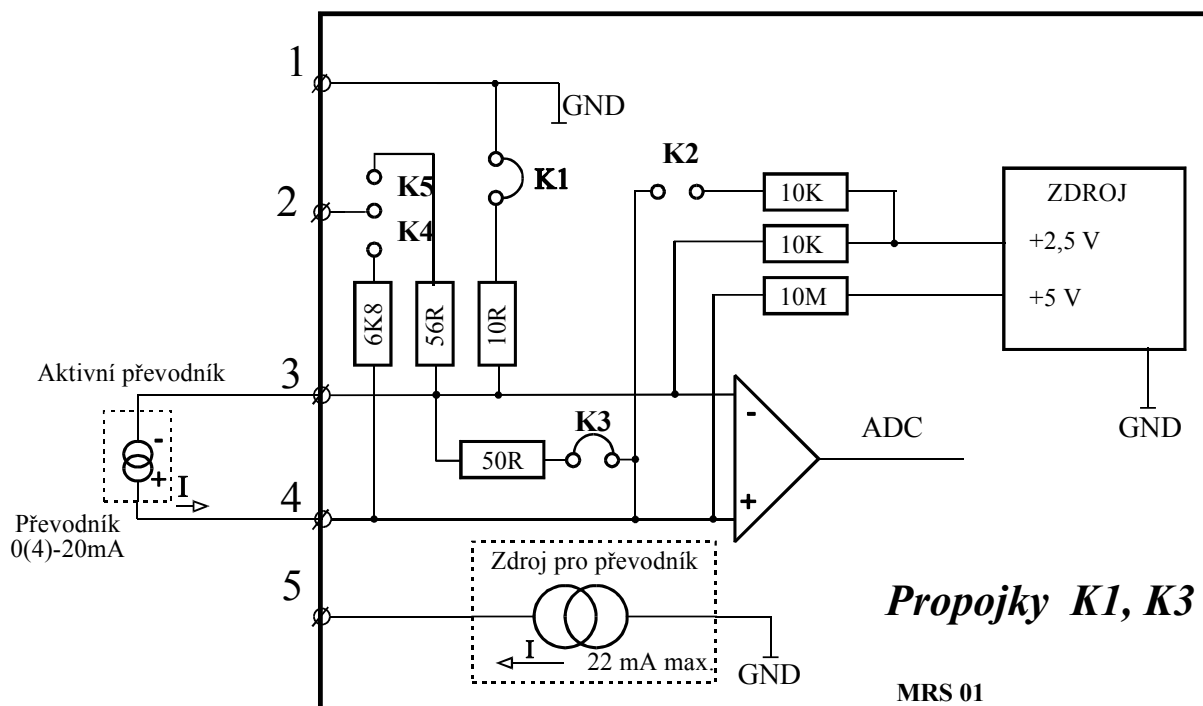 1
GND
K2
K5
K1
2
K4
10K
ZDROJ
10K
+2,5 V
10M
+5 V
6K8
56R
10R
Aktivní převodník
3
-
K3
ADC
GND
-
+
50R
I
4
+
Převodník
0(4)-20mA
Zdroj pro převodník
5
Propojky K1, K3
I
22 mA max.
GND
MRS 01